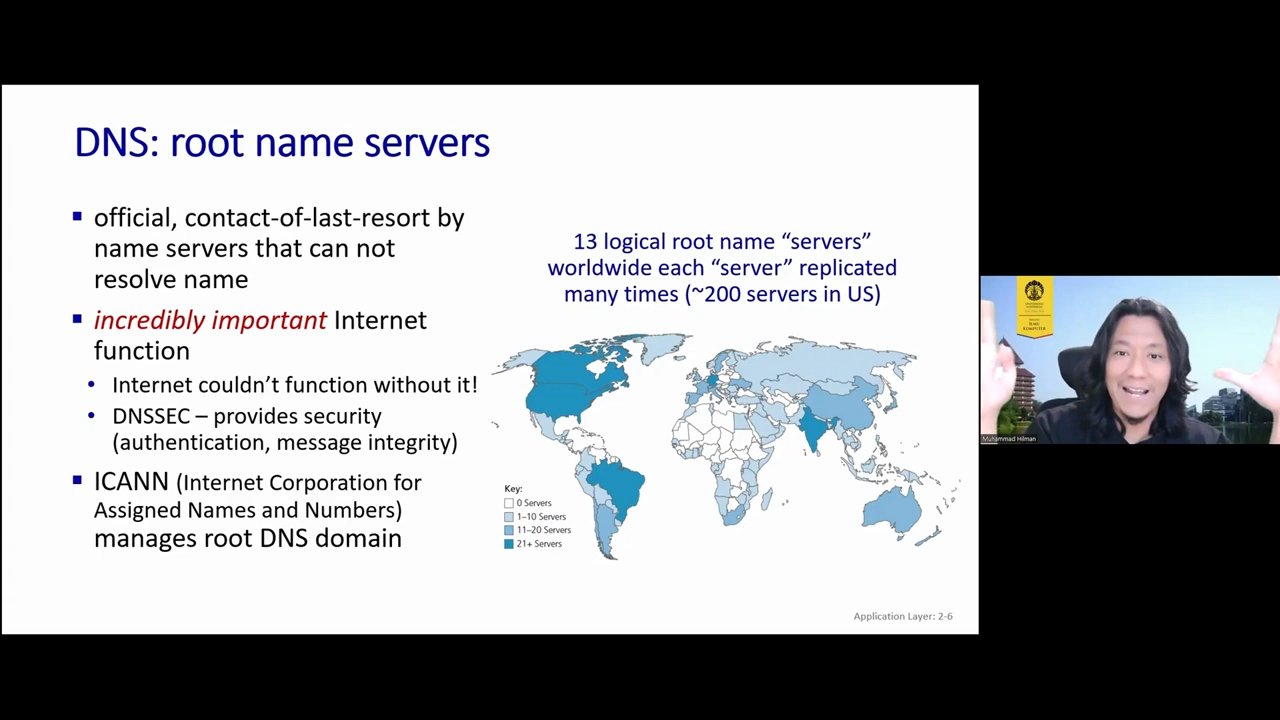 DNS: root name servers
official, contact-of-last-resort by
name servers that can not
resolve name
incredibly important Internet
function
Internet couldn’t function without it!
DNSSEC – provides security
(authentication, message integrity)
ICANN (Internet Corporation for
Assigned Names and Numbers)
manages root DNS domain
13 logical root name “servers”
worldwide each “server” replicated
many times (~200 servers in US)
Key:
0 Servers
1–10 Servers
11–20 Servers
21+ Servers
Application Layer: 2-6
ILMU
KOMPUTER
Muhammad Hilman